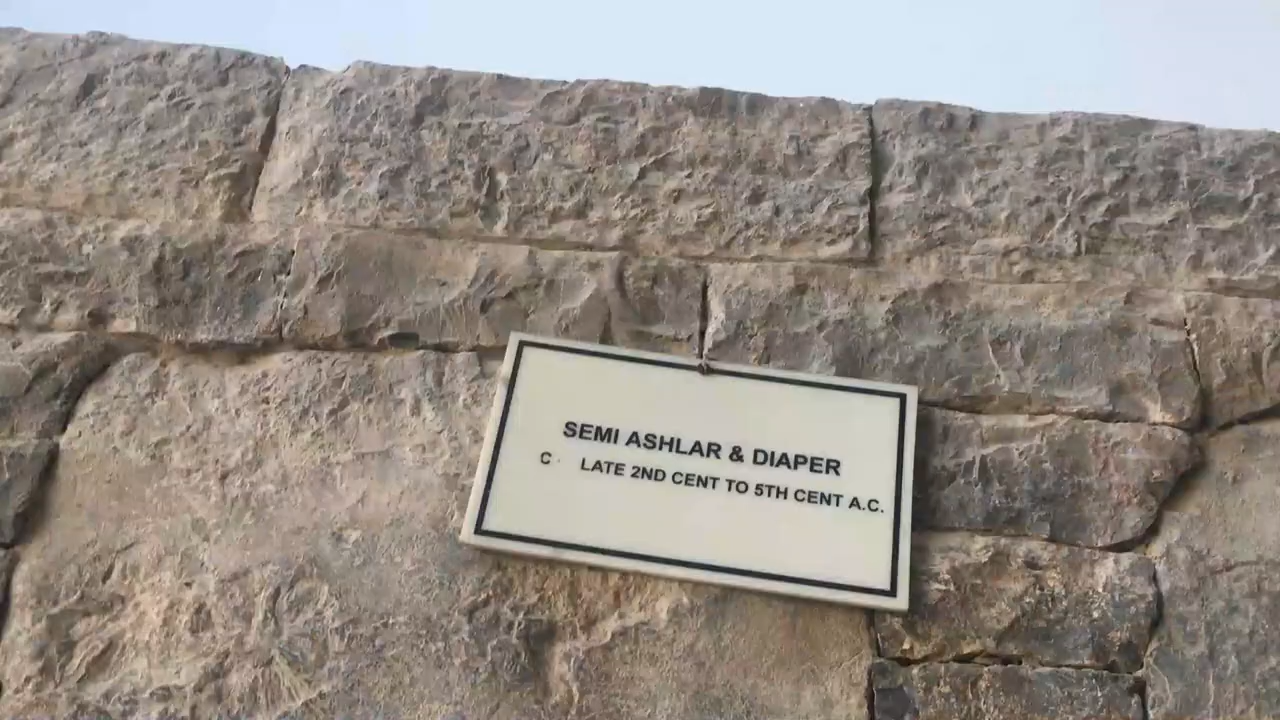 SEMI ASHLAR & DIAPER
C. LATE 2ND CENT TO 5TH CENT A.C.